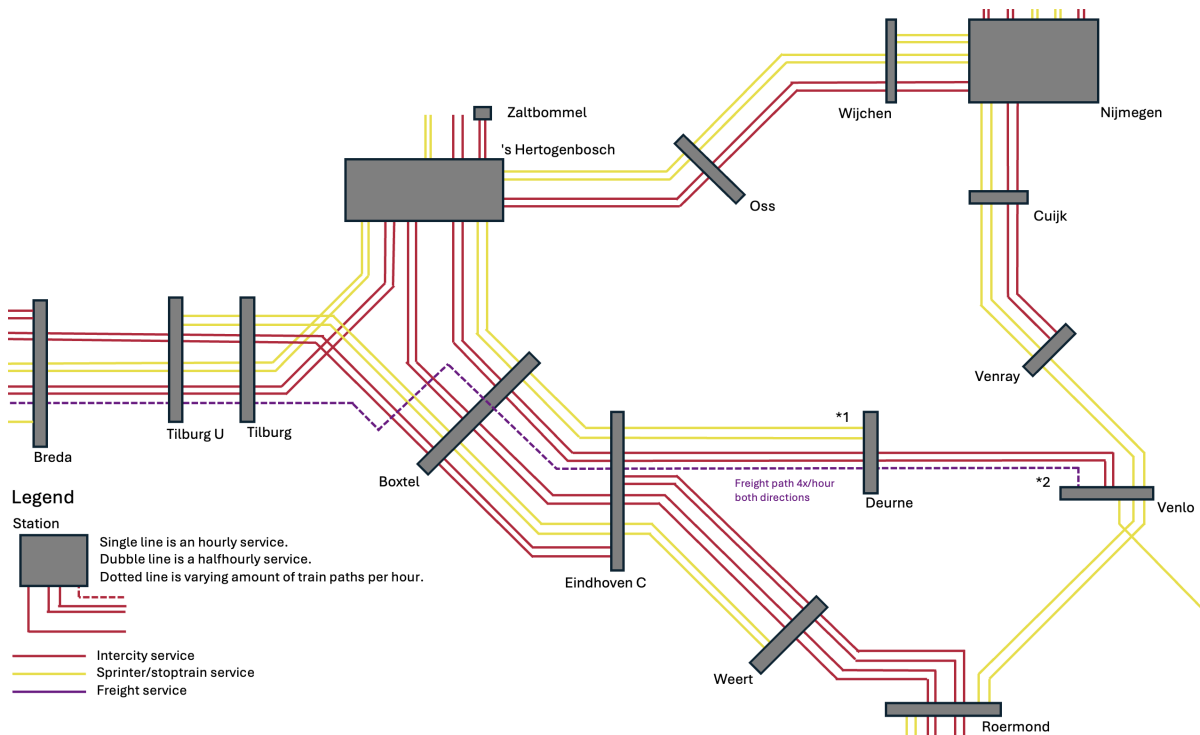 Zaltbommel
's Hertogenbosch
Wijchen
Nijmegen
Oss
Cuijk
Venray
Tilburg U
Tilburg
Breda
Boxtel
*1
*2
Freight path 4x/hour
both directions
Deurne
Venlo
Eindhoven C
Weert
Roermond
Legend
Station
Single line is an hourly service.
Dubble line is a halfhourly service.
Dotted line is varying amount of train paths per hour.
Intercity service
Sprinter/stoptrain service
Freight service